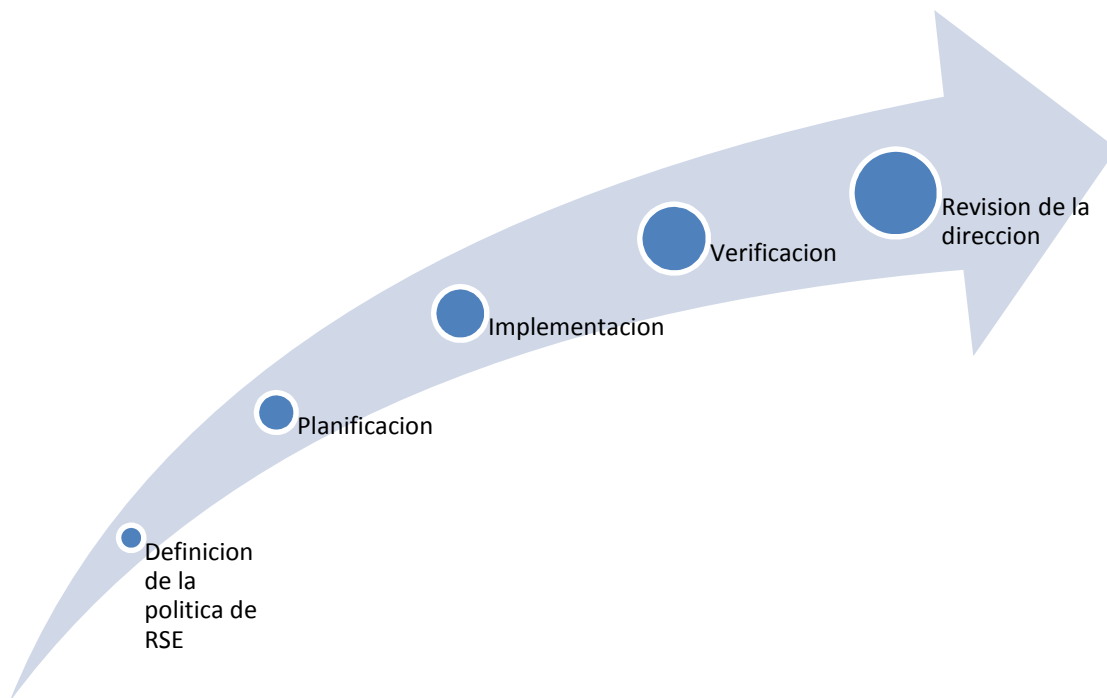 Definicion
de la
politica de
RSE
Planificacion
Implementacion
Verificacion
Revision de la
direccion